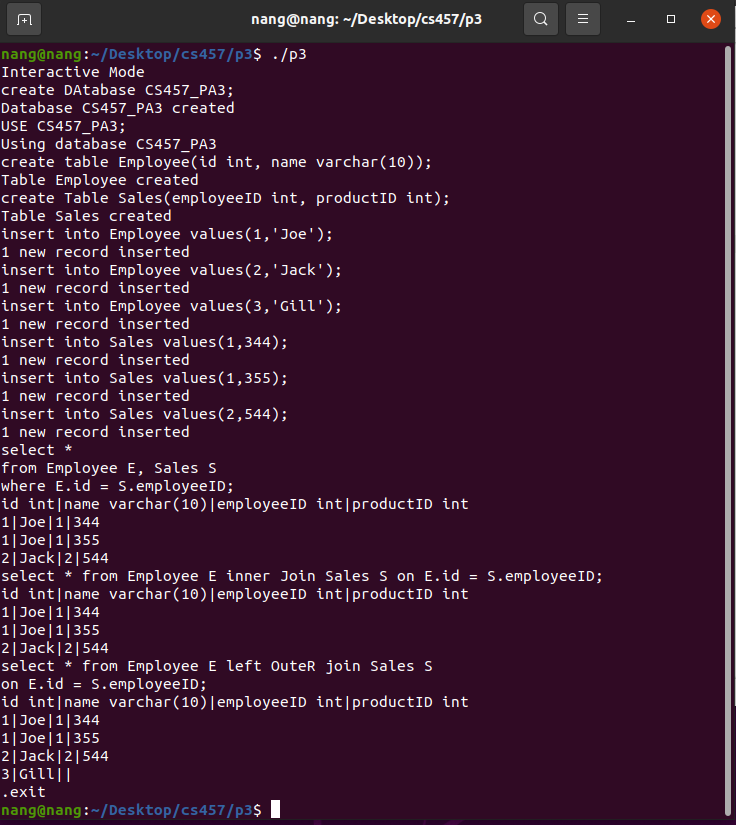 nang@nang: ~/Desktop/cs457/p3
nang@nang:~/Desktop/cs457/p3$ ./p3
Interactive Mode
create DAtabase CS457_PA3;
Database CS457_PA3 created
USE CS457_PA3;
Using database CS457_PA3
create table Employee(id int, name varchar(10));
Table Employee created
create Table Sales(employeeID int, productID int);
Table Sales created
insert into Employee values(1,'Joe');
1 new record inserted
insert into Employee values(2,'Jack');
1 new record inserted
insert into Employee values(3,'Gill');
1 new record inserted
insert into Sales values(1,344);
1 new record inserted
insert into Sales values(1,355);
1 new record inserted
insert into Sales values(2,544);
1 new record inserted
select *
from Employee E, Sales S
where E.id = S.employeeID;
id int|name varchar(10)|employeeID int|productID int
1|Joe|1|344
1|Joe|1|355
2|Jack|2|544
select * from Employee E inner Join Sales S on E.id = S.employeeID;
id int|name varchar(10)|employeeID int|productID int
1|Joe|1|344
1|Joe|1|355
2|Jack|2|544
select * from Employee E left OuteR join Sales S
on E.id = S.employeeID;
id int|name varchar(10)|employeeID int|productID int
1|Joe|1|344
1|Joe|1|355
2|Jack|2|544
3|Gill||
.exit
nang@nang:~/Desktop/cs457/p3$